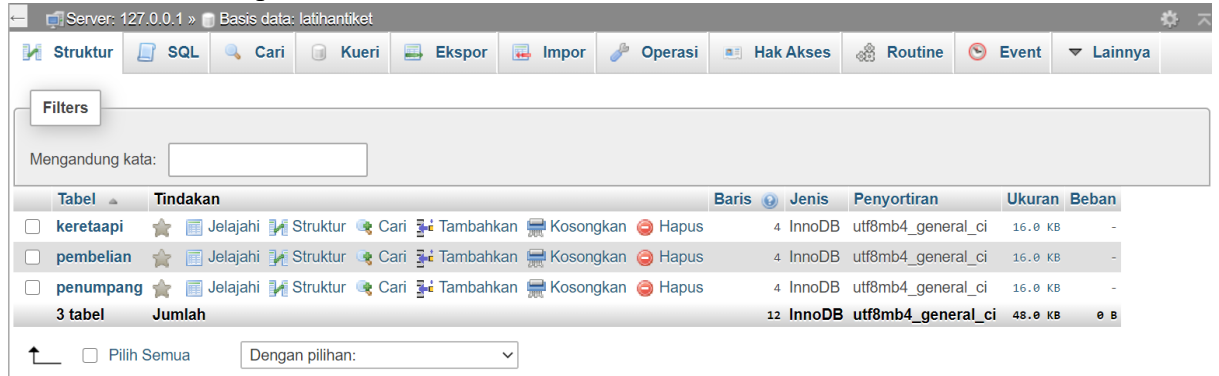 Server: 127.0.0.1 » Basis data: latihantiket
Struktur SQL Cari Kueri Ekspor Impor Operasi Hak Akses Routine Event Lainnya
Filters
Mengandung kata:
Tabel Tindakan Baris Jenis Penyortiran Ukuran Beban
keretaapi Jelajahi Struktur Cari Tambahkan Kosongkan Hapus 4 InnoDB utf8mb4_general_ci 16.0 KB -
pembelian Jelajahi Struktur Cari Tambahkan Kosongkan Hapus 4 InnoDB utf8mb4_general_ci 16.0 KB -
penumpang Jelajahi Struktur Cari Tambahkan Kosongkan Hapus 4 InnoDB utf8mb4_general_ci 16.0 KB -
3 tabel Jumlah 12 InnoDB utf8mb4_general_ci 48.0 KB 0 B
Pilih Semua Dengan pilihan: